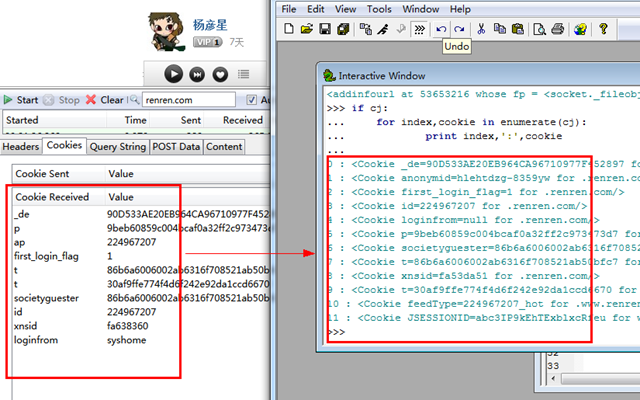 杨彦星
VIP 1 7天
Start Stop Clear renren.com Au
Started Time Sent Received
Headers Cookies Query String POST Data Content
Cookie Sent Value
Cookie Received Value
_de 90D533AE20EB964CA96710977F452
p 9beb60859c004bcaf0a32ff2c973473d
ap 224967207
first_login_flag 1
t 86b6a6006002ab6316f708521ab50b
t 30af9ffe774f4d6f242e92da1ccd6670
societyguester 86b6a6006002ab6316f708521ab50b
id 224967207
xnsid fa638360
loginfrom syshome
File Edit View Tools Window Help
Undo
Interactive Window
<addinfourl at 53653216 whose fp = <socket._fileobj
>>> if cj:
... for index,cookie in enumerate(cj):
... print index,':',cookie
...
0 : <Cookie _de=90D533AE20EB964CA96710977F452897 for
1 : <Cookie anonymid=hlehtdzg-8359yw for .renren.co
2 : <Cookie first_login_flag=1 for .renren.com/>
3 : <Cookie id=224967207 for .renren.com/>
4 : <Cookie loginfrom=null for .renren.com/>
5 : <Cookie p=9beb60859c004bcaf0a32ff2c973473d7 for
6 : <Cookie societyguester=86b6a6006002ab6316f70852
7 : <Cookie t=86b6a6006002ab6316f708521ab50bfc7 for
8 : <Cookie xnsid=fa53da51 for .renren.com/>
9 : <Cookie t=30af9ffe774f4d6f242e92da1ccd6670 for
10 : <Cookie feedType=224967207_hot for .www.renren
11 : <Cookie JSESSIONID=abc3IP9kEhTExblxcRfeu for w
>>>
33